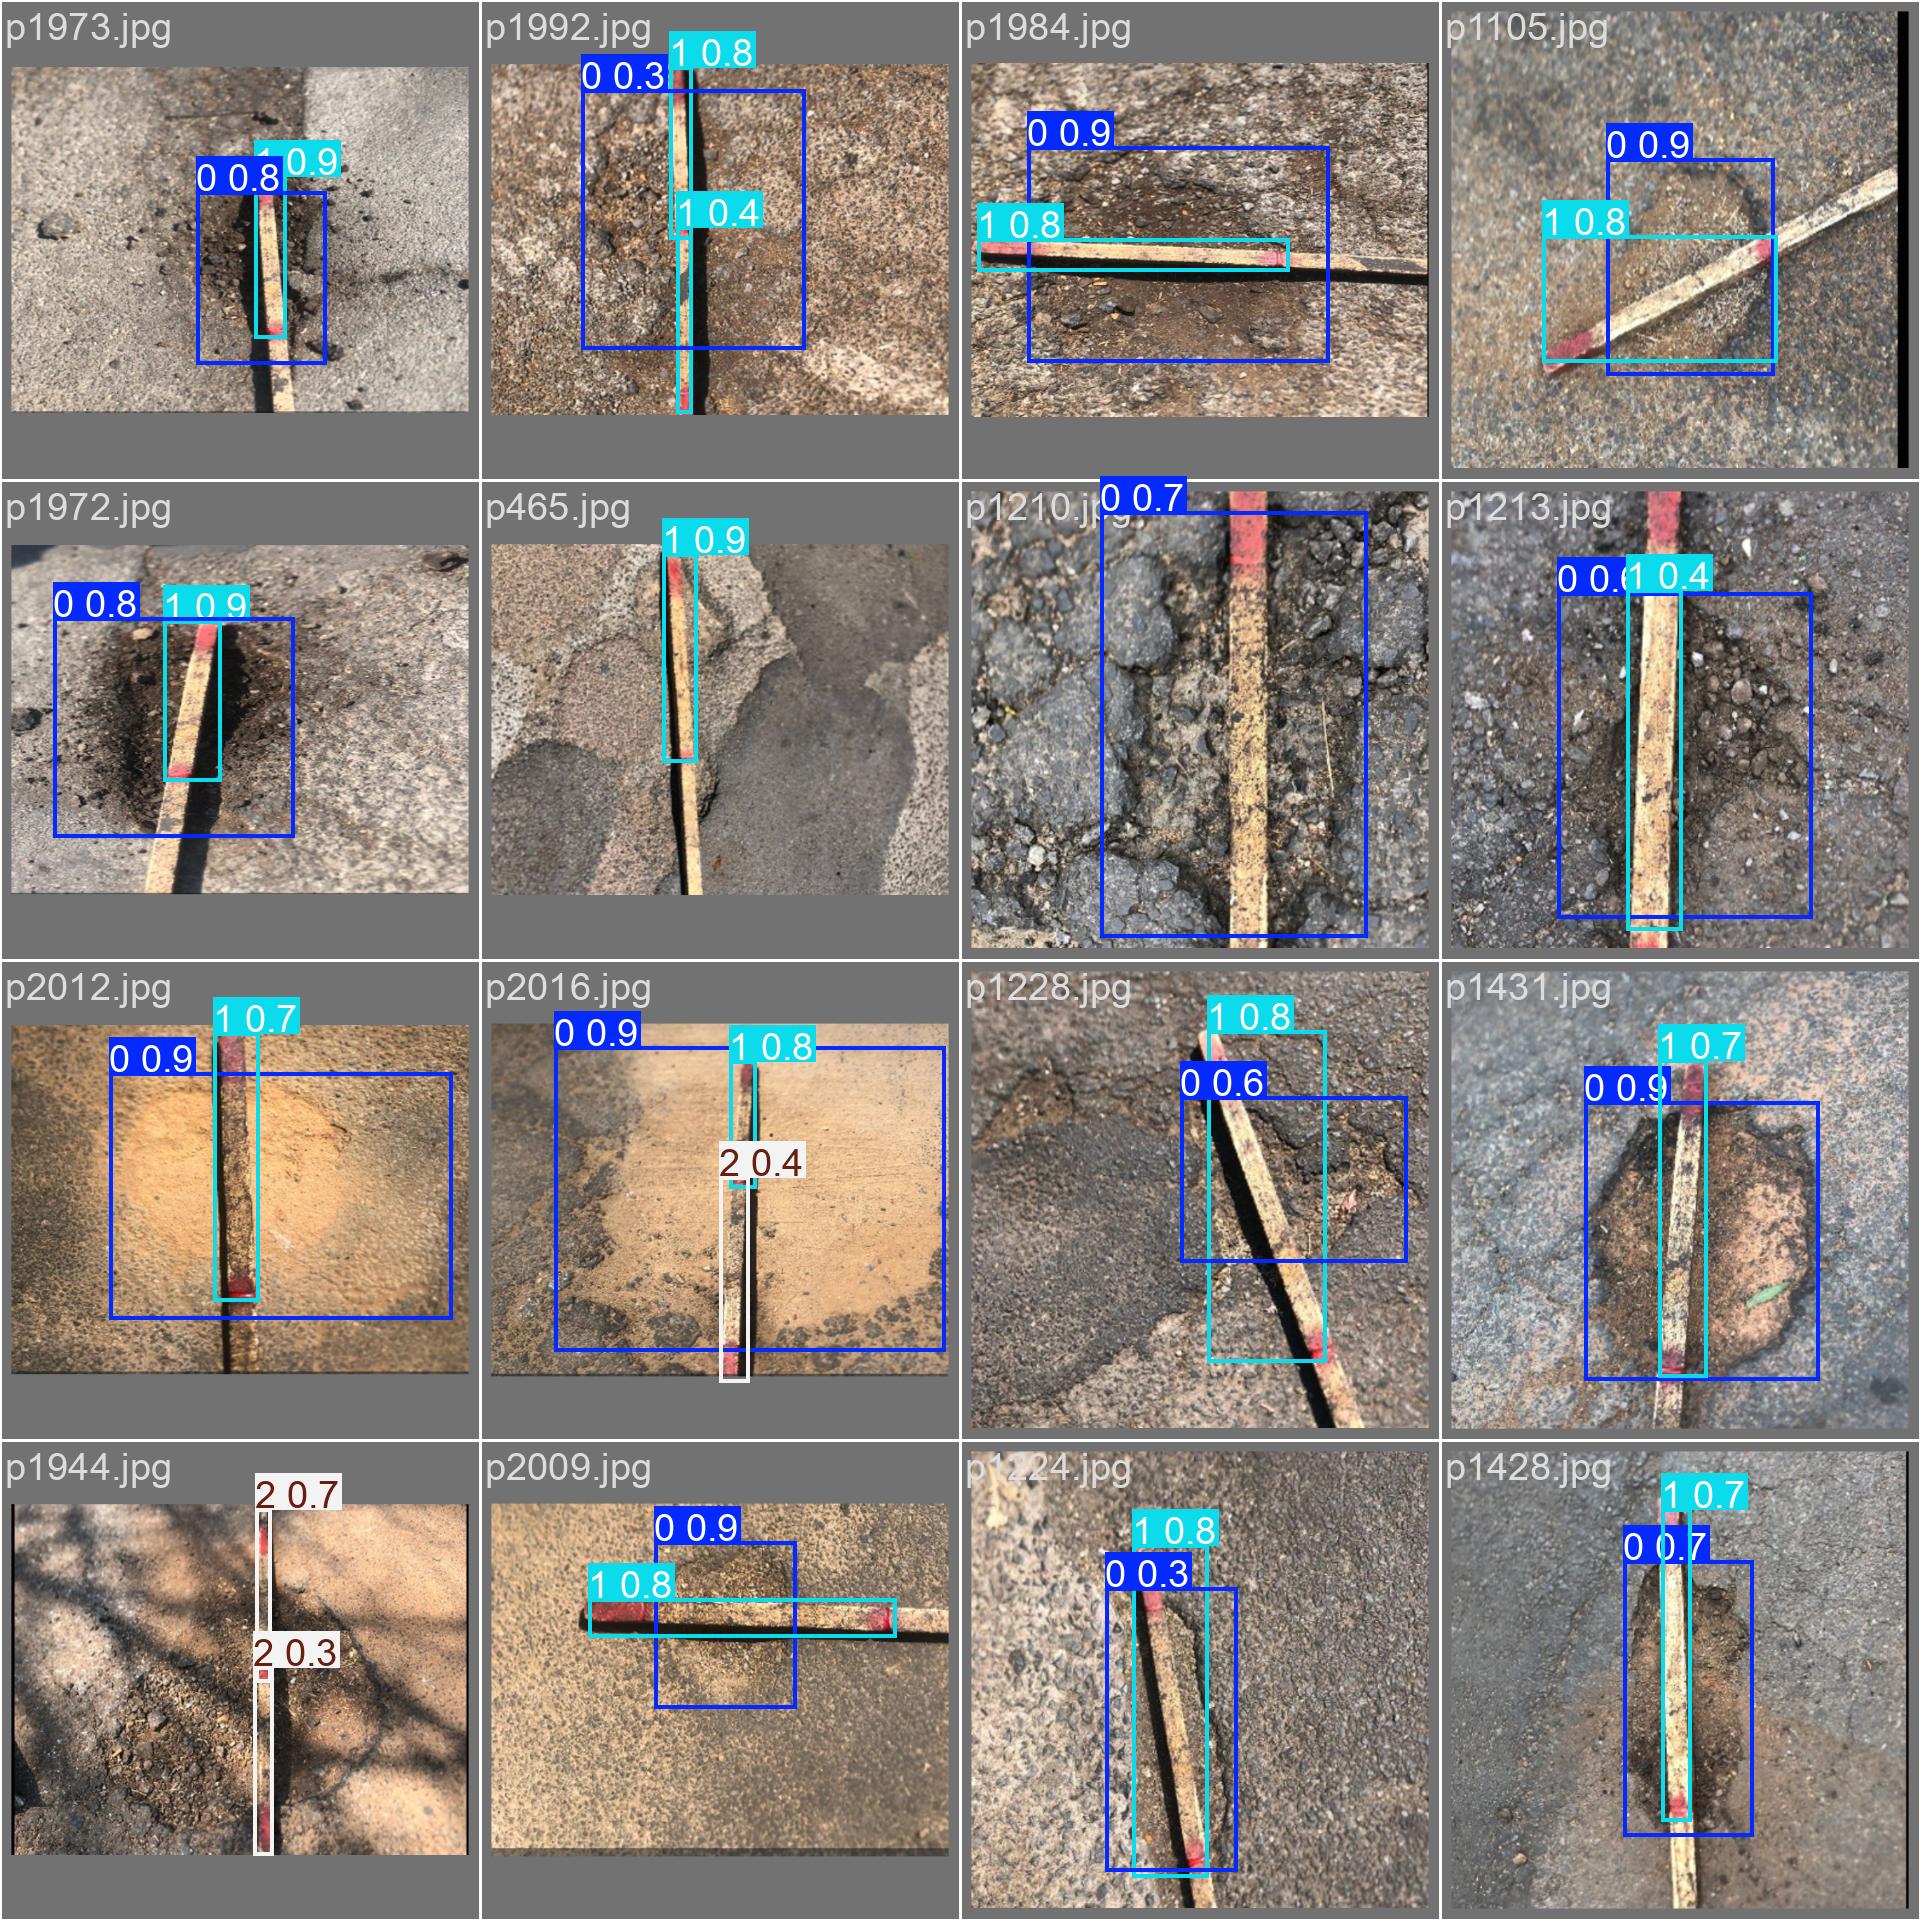 p1973.jpg
0 0.8
1 0.9
p1992.jpg
0 0.3
1 0.8
1 0.4
p1984.jpg
0 0.9
1 0.8
p1105.jpg
0 0.9
1 0.8
p1972.jpg
0 0.8
1 0.9
p465.jpg
1 0.9
p1210.jpg
0 0.7
p1213.jpg
0 0.6
1 0.4
p2012.jpg
1 0.7
0 0.9
p2016.jpg
0 0.9
1 0.8
2 0.4
p1228.jpg
1 0.8
0 0.6
p1431.jpg
1 0.7
0 0.9
p1944.jpg
2 0.7
2 0.3
p2009.jpg
0 0.9
1 0.8
p1224.jpg
1 0.8
0 0.3
p1428.jpg
1 0.7
0 0.7